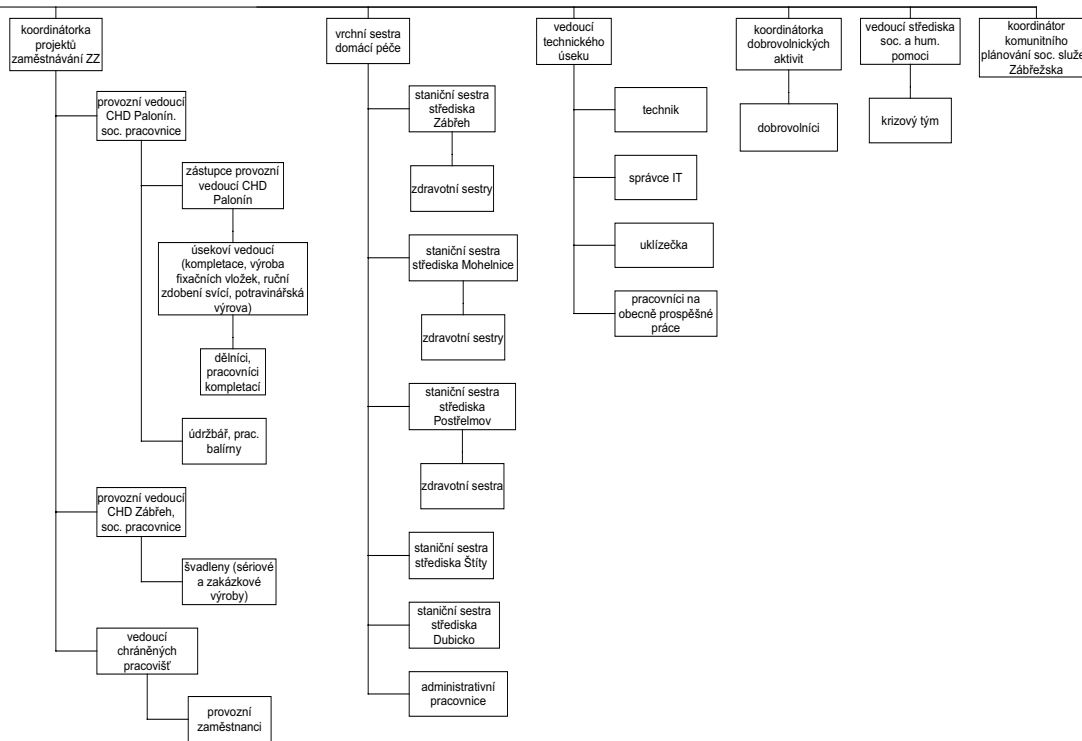 koordinátorka
projektů
zaměstnávání ZZ
provozní vedoucí
CHD Palonín.
soc. pracovnice
zástupce provozní
vedoucí CHD
Palonín
úsekoví vedoucí
(kompletace, výroba
fixačních vložek, ruční
zdobení svící, potravinářská
výrova)
dělníci,
pracovníci
kompletací
údržbář, prac.
balírny
provozní vedoucí
CHD Zábřeh,
soc. pracovnice
švadleny (sériové
a zakázkové
výroby)
vedoucí
chráněných
pracovišť
provozní
zaměstnanci
vrchní sestra
domácí péče
staniční sestra
střediska
Zábřeh
zdravotní sestry
staniční sestra
střediska Mohelnice
zdravotní sestry
staniční sestra
střediska
Postřelmov
zdravotní sestra
staniční sestra
střediska Štíty
staniční sestra
střediska
Dubicko
administrativní
pracovnice
vedoucí
technického
úseku
technik
správce IT
uklízečka
pracovníci na
obecně prospěšné
práce
koordinátorka
dobrovolnických
aktivit
dobrovolníci
vedoucí střediska
soc. a hum.
pomoci
krizový tým
koordinátor
komunitního
plánování soc. služe
Zábřežska